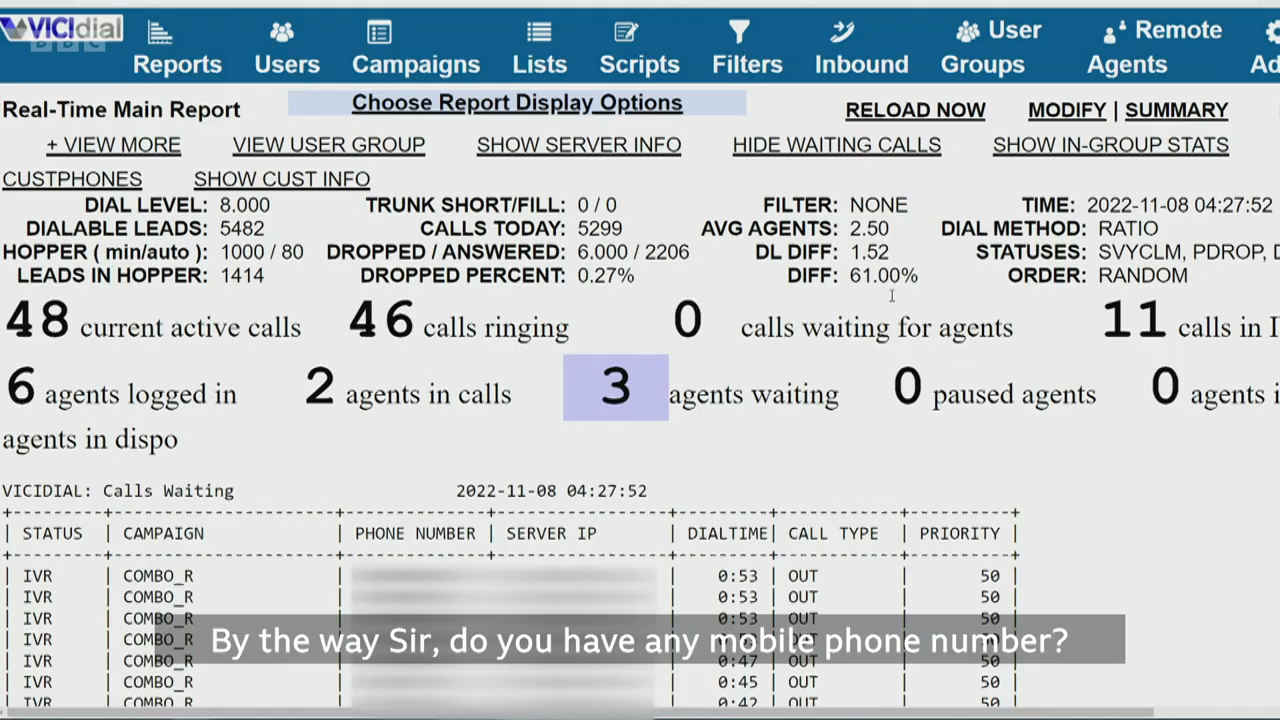 VICIdial
BBC
Reports Users Campaigns Lists Scripts Filters Inbound User Groups Remote Agents
Real-Time Main Report Choose Report Display Options RELOAD NOW MODIFY | SUMMARY
+ VIEW MORE VIEW USER GROUP SHOW SERVER INFO HIDE WAITING CALLS SHOW IN-GROUP STATS
CUSTPHONES SHOW CUST INFO
DIAL LEVEL: 8.000 TRUNK SHORT/FILL: 0 / 0 FILTER: NONE TIME: 2022-11-08 04:27:52
DIALABLE LEADS: 5482 CALLS TODAY: 5299 AVG AGENTS: 2.50 DIAL METHOD: RATIO
HOPPER ( min/auto ): 1000 / 80 DROPPED / ANSWERED: 6.000 / 2206 DL DIFF: 1.52 STATUSES: SVYCLM, PDROP,
LEADS IN HOPPER: 1414 DROPPED PERCENT: 0.27% DIFF: 61.00% ORDER: RANDOM
48 current active calls 46 calls ringing 0 calls waiting for agents 11 calls in
6 agents logged in 2 agents in calls 3 agents waiting 0 paused agents 0 agents
agents in dispo
VICIDIAL: Calls Waiting 2022-11-08 04:27:52
| STATUS | CAMPAIGN | PHONE NUMBER | SERVER IP | DIALTIME| CALL TYPE | PRIORITY |
| IVR | COMBO_R | 0:53 | OUT | 50 |
| IVR | COMBO_R | 0:53 | OUT | 50 |
| IVR | COMBO_R | 0:53 | OUT | 50 |
By the way Sir, do you have any mobile phone number?
| IVR | COMBO_R | 0:47 | OUT | 50 |
| IVR | COMBO_R | 0:45 | OUT | 50 |
| IVR | COMBO_R | 0:42 | OUT | 50 |